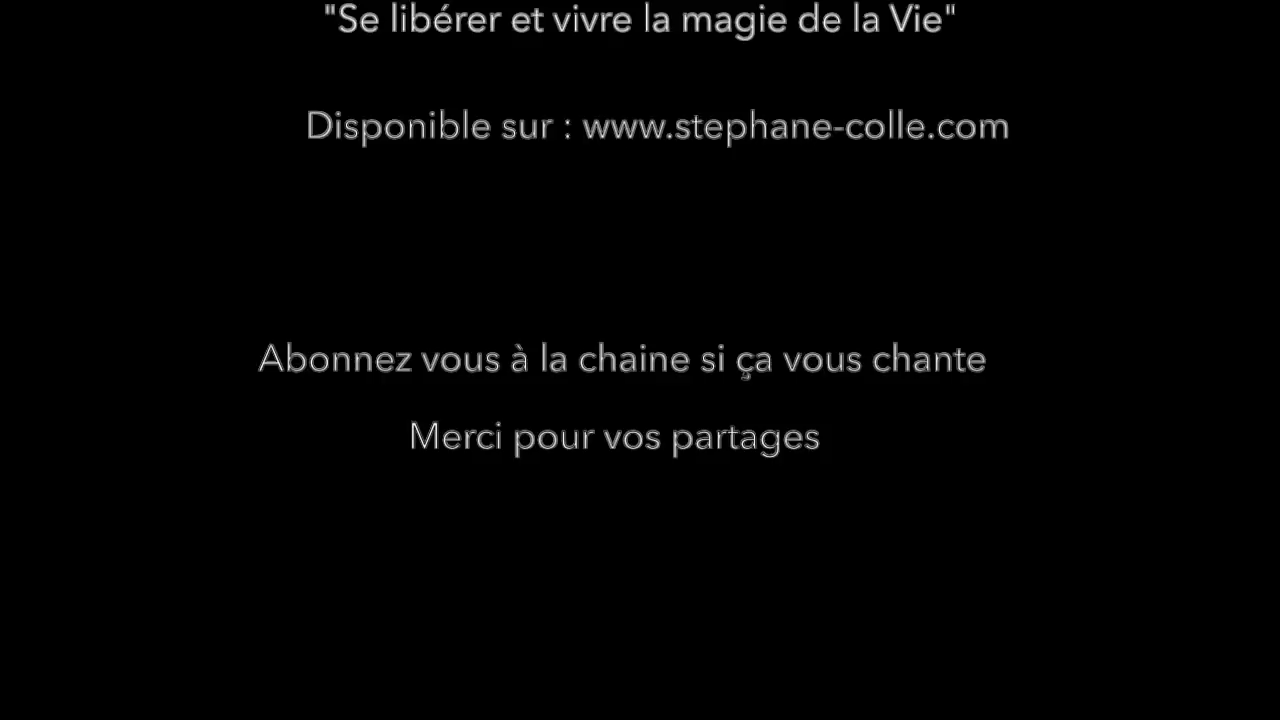 "Se libérer et vivre la magie de la Vie"
Disponible sur : www.stephane-colle.com
Abonnez vous à la chaine si ça vous chante
Merci pour vos partages